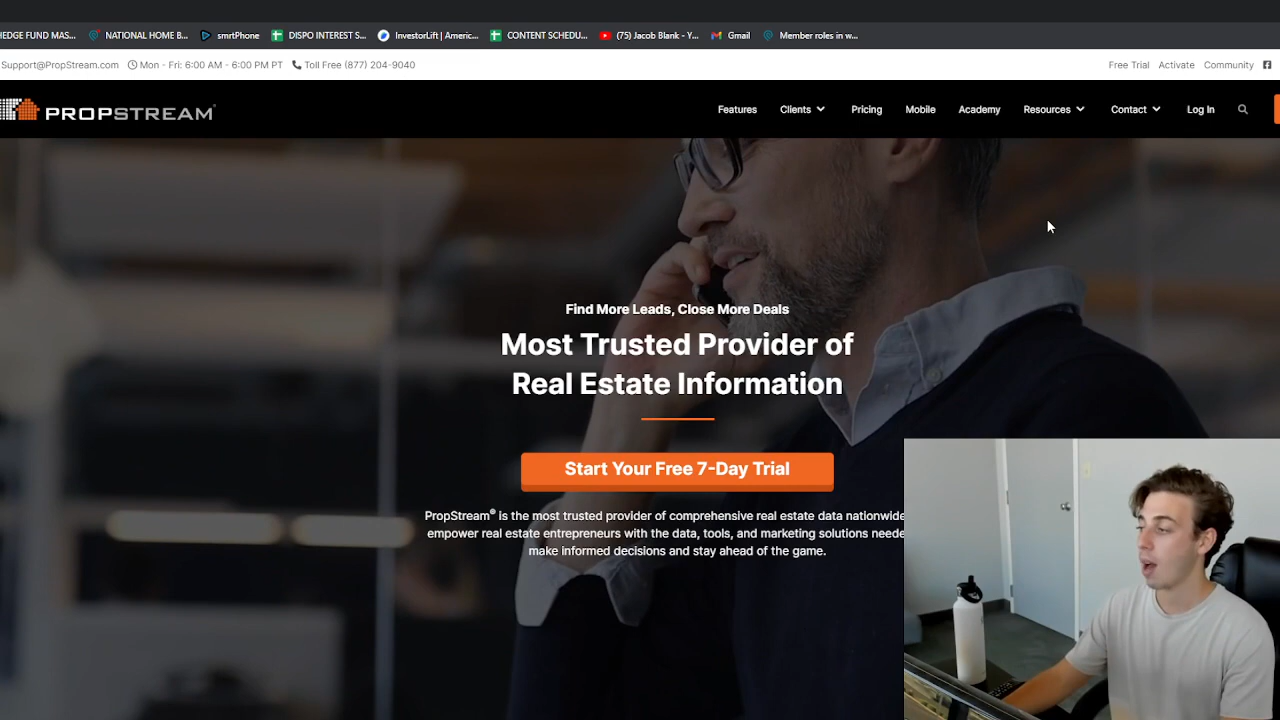 HEDGE FUND MAS... NATIONAL HOME B... smrtPhone DISPO INTEREST S... InvestorLift | Americ... CONTENT SCHEDU... (75) Jacob Blank - Y... Gmail Member roles in w...
Support@PropStream.com Mon - Fri: 6:00 AM - 6:00 PM PT Toll Free (877) 204-9040 Free Trial Activate Community
PROPSTREAM® Features Clients Pricing Mobile Academy Resources Contact Log In
Find More Leads, Close More Deals
Most Trusted Provider of
Real Estate Information
Start Your Free 7-Day Trial
PropStream® is the most trusted provider of comprehensive real estate data nationwide
empower real estate entrepreneurs with the data, tools, and marketing solutions neede
make informed decisions and stay ahead of the game.